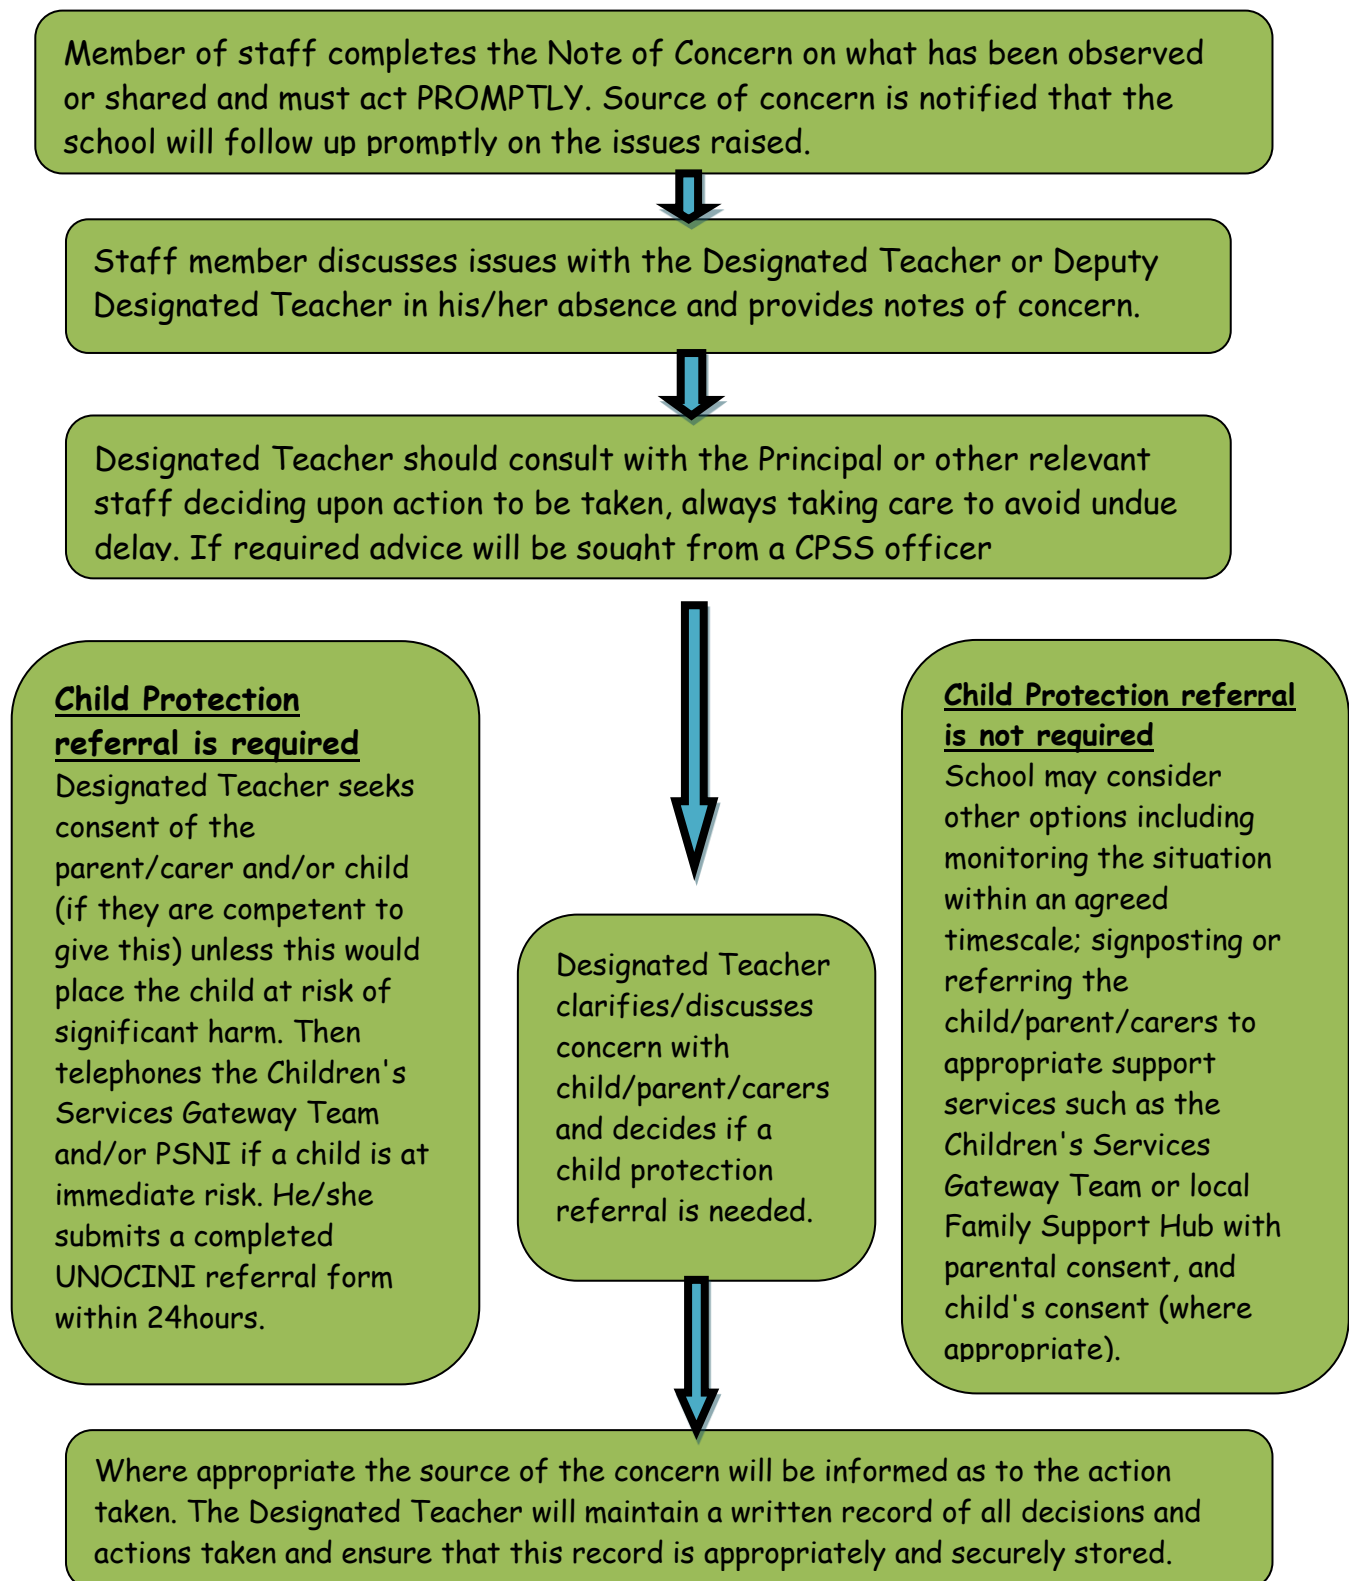 Member of staff completes the Note of Concern on what has been observed
or shared and must act PROMPTLY. Source of concern is notified that the
school will follow up promptly on the issues raised.
Staff member discusses issues with the Designated Teacher or Deputy
Designated Teacher in his/her absence and provides notes of concern.
Designated Teacher should consult with the Principal or other relevant
staff deciding upon action to be taken, always taking care to avoid undue
delay. If required advice will be sought from a CPSS officer
Child Protection
referral is required
Designated Teacher seeks
consent of the
parent/carer and/or child
(if they are competent to
give this) unless this would
place the child at risk of
significant harm. Then
telephones the Children's
Services Gateway Team
and/or PSNI if a child is at
immediate risk. He/she
submits a completed
UNOCINI referral form
within 24hours.
Designated Teacher
clarifies/discusses
concern with
child/parent/carers
and decides if a
child protection
referral is needed.
Child Protection referral
is not required
School may consider
other options including
monitoring the situation
within an agreed
timescale; signposting or
referring the
child/parent/carers to
appropriate support
services such as the
Children's Services
Gateway Team or local
Family Support Hub with
parental consent, and
child's consent (where
appropriate).
Where appropriate the source of the concern will be informed as to the action
taken. The Designated Teacher will maintain a written record of all decisions and
actions taken and ensure that this record is appropriately and securely stored.